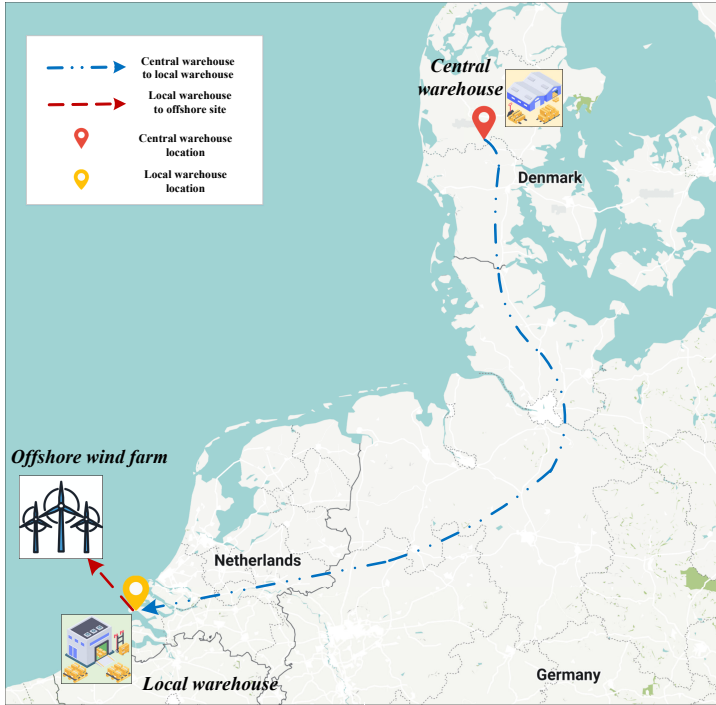 Central warehouse
to local warehouse
Local warehouse
to offshore site
Central warehouse
location
Local warehouse
location
Central
warehouse
Denmark
Offshore wind farm
Netherlands
Local warehouse
Germany